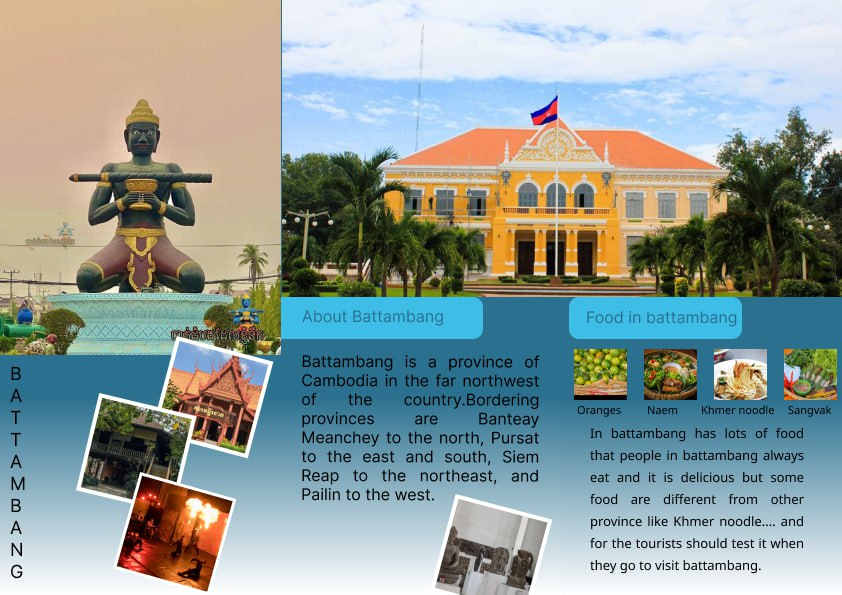 B
A
T
T
A
M
B
A
N
G
About Battambang
Battambang is a province of
Cambodia in the far northwest
of the country.Bordering
provinces are Banteay
Meanchey to the north, Pursat
to the east and south, Siem
Reap to the northeast, and
Pailin to the west.
Food in battambang
Oranges Naem Khmer noodle Sangvak
In battambang has lots of food
that people in battambang always
eat and it is delicious but some
food are different from other
province like Khmer noodle.... and
for the tourists should test it when
they go to visit battambang.